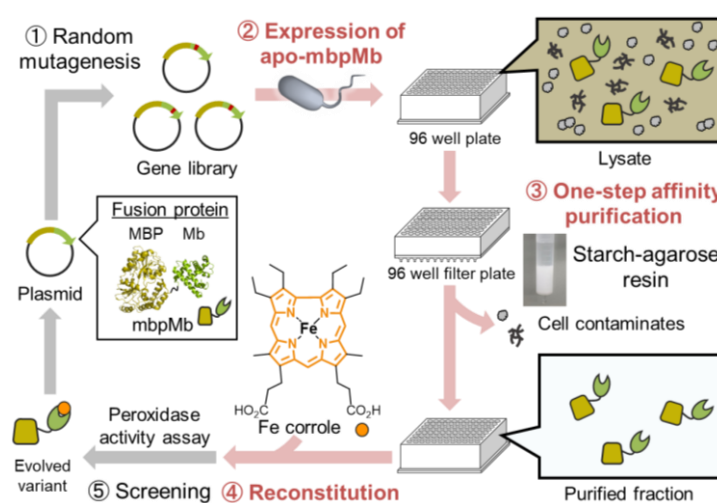 ① Random
mutagenesis
Gene library
② Expression of
apo-mbpMb
96 well plate
Lysate
③ One-step affinity
purification
96 well filter plate
Starch-agarose
resin
Cell contaminates
Plasmid
Fusion protein
MBP Mb
mbpMb
N N
Fe
N N
HO₂C CO₂H
Fe corrole
Peroxidase
activity assay
Evolved
variant
⑤ Screening
④ Reconstitution
Purified fraction